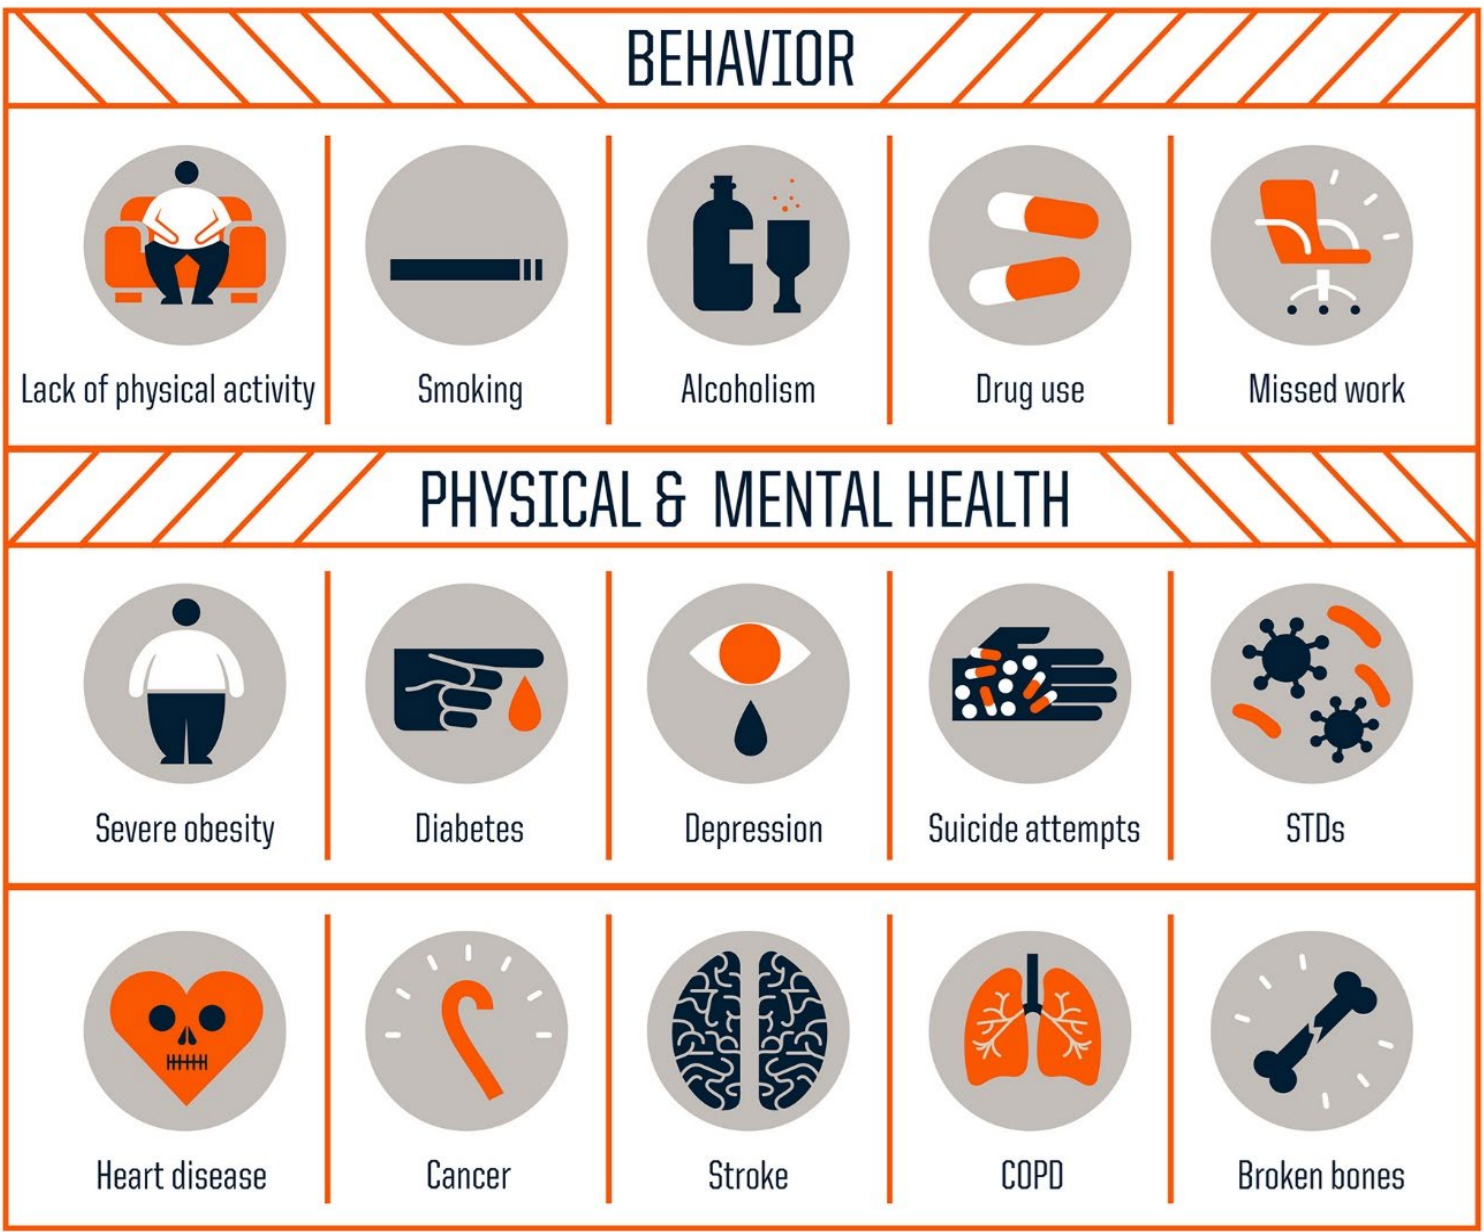 BEHAVIOR
Lack of physical activity
Smoking
Alcoholism
Drug use
Missed work
PHYSICAL & MENTAL HEALTH
Severe obesity
Diabetes
Depression
Suicide attempts
STDs
Heart disease
Cancer
Stroke
COPD
Broken bones